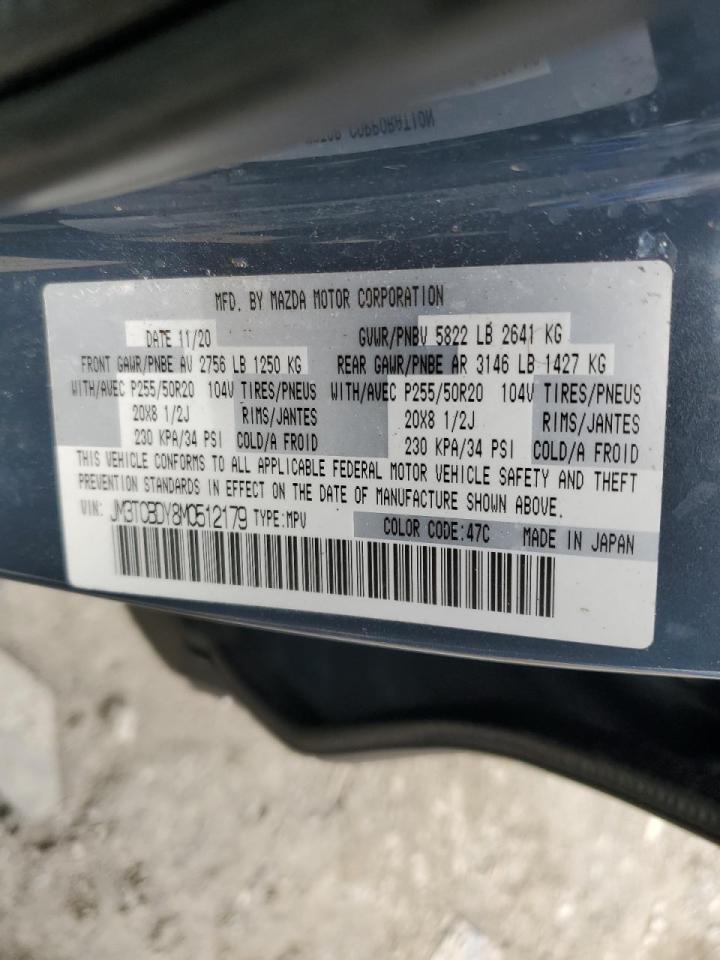 MOTOR CORPORATION
MFD. BY MAZDA MOTOR CORPORATION
DATE 11/20 GVWR/PNBV 5822 LB 2641 KG
FRONT GAWR/PNBE AV 2756 LB 1250 KG REAR GAWR/PNBE AR 3146 LB 1427 KG
WITH/AVEC P255/50R20 104V TIRES/PNEUS WITH/AVEC P255/50R20 104V TIRES/PNEUS
20X8 1/2J RIMS/JANTES 20X8 1/2J RIMS/JANTES
230 KPA/34 PSI COLD/A FROID 230 KPA/34 PSI COLD/A FROID
THIS VEHICLE CONFORMS TO ALL APPLICABLE FEDERAL MOTOR VEHICLE SAFETY AND THEFT
PREVENTION STANDARDS IN EFFECT ON THE DATE OF MANUFACTURE SHOWN ABOVE.
VIN: JM3TCBDY8M0512179 TYPE:MPV COLOR CODE:47C MADE IN JAPAN